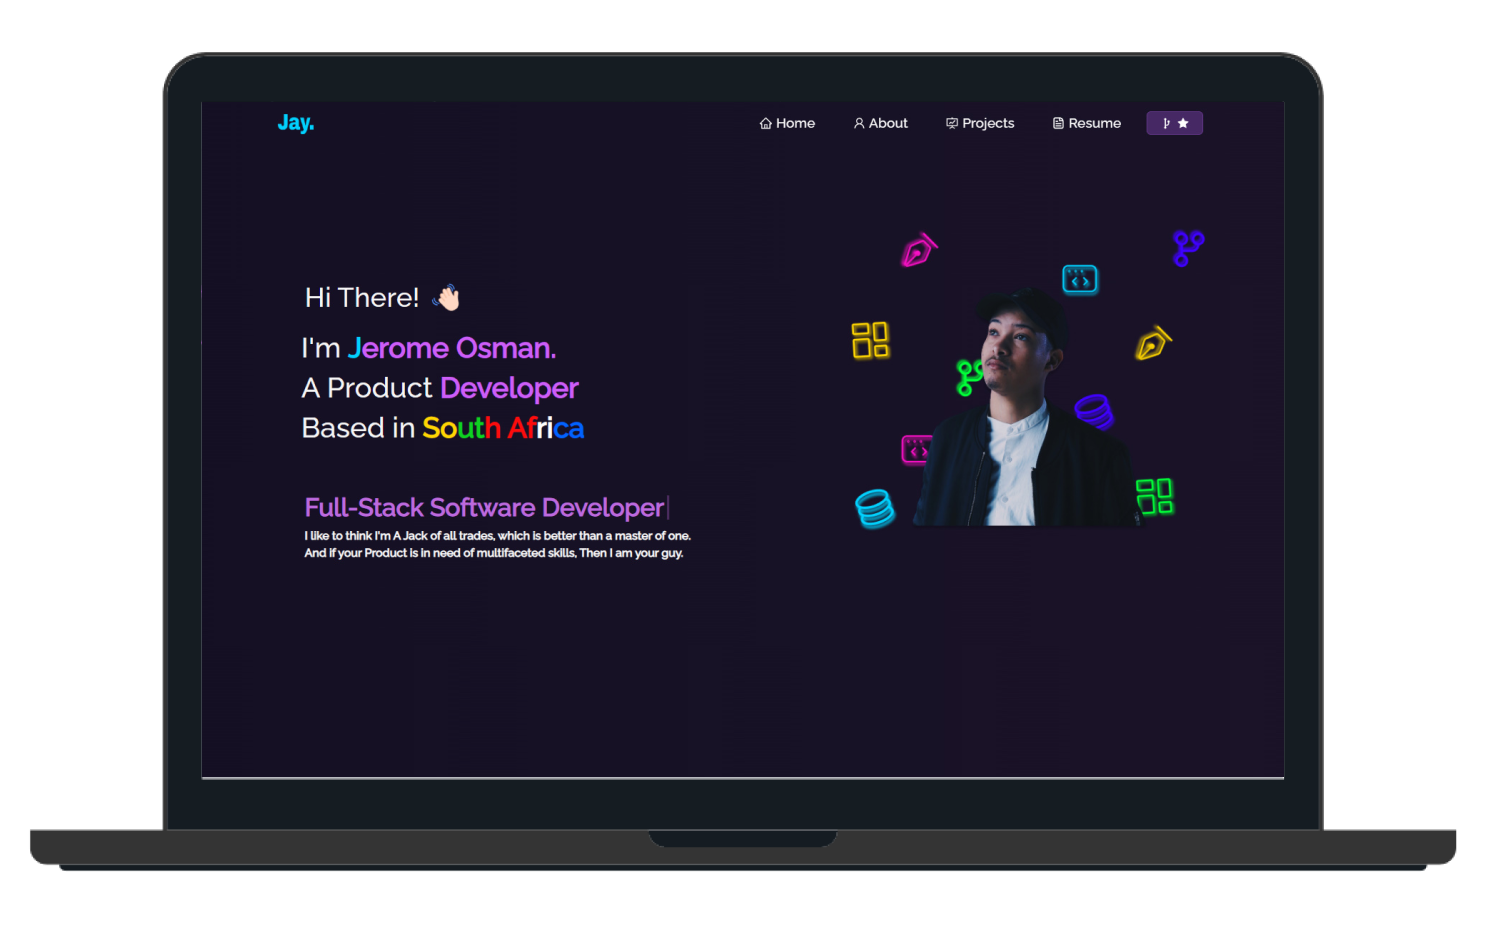 Jay.
Home About Projects Resume
Hi There! 👋🏻
I'm Jerome Osman.
A Product Developer
Based in South Africa
Full-Stack Software Developer
I like to think I'm A Jack of all trades, which is better than a master of one.
And if your Product is in need of multifaceted skills, Then I am your guy.